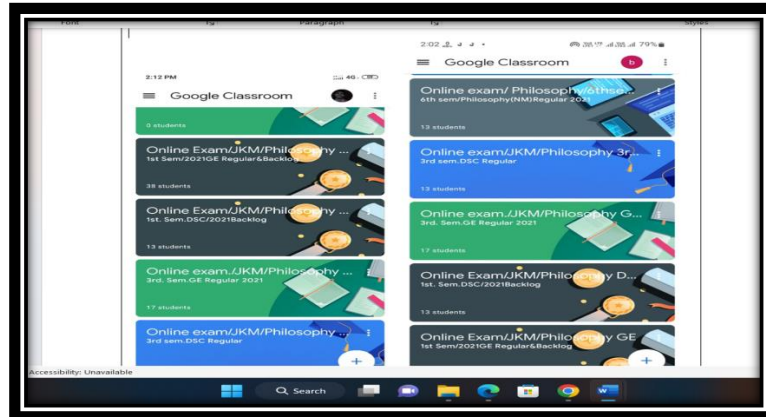 Font
Paragraph
Styles
2:12 PM
4G
Google Classroom
0 students
Online Exam/JKM/Philosophy ...
1st Sem/2021GE Regular&Backlog
38 students
Online Exam/JKM/Philosophy ...
1st. Sem.DSC/2021Backlog
13 students
Online exam./JKM/Philosophy ...
3rd. Sem.GE Regular 2021
17 students
Online exam/JKM/Philosophy ...
3rd sem.DSC Regular
+
2:02
79%
Google Classroom
b
Online exam/ Philosophy/6thse...
6th sem/Philosophy(NM)Regular 2021
13 students
Online exam/JKM/Philosophy 3r...
3rd sem.DSC Regular
13 students
Online exam./JKM/Philosophy G...
3rd. Sem.GE Regular 2021
17 students
Online Exam/JKM/Philosophy D...
1st. Sem.DSC/2021Backlog
13 students
Online Exam/JKM/Philosophy GE
1st Sem/2021GE Regular&Backlog
+
Accessibility: Unavailable
Search